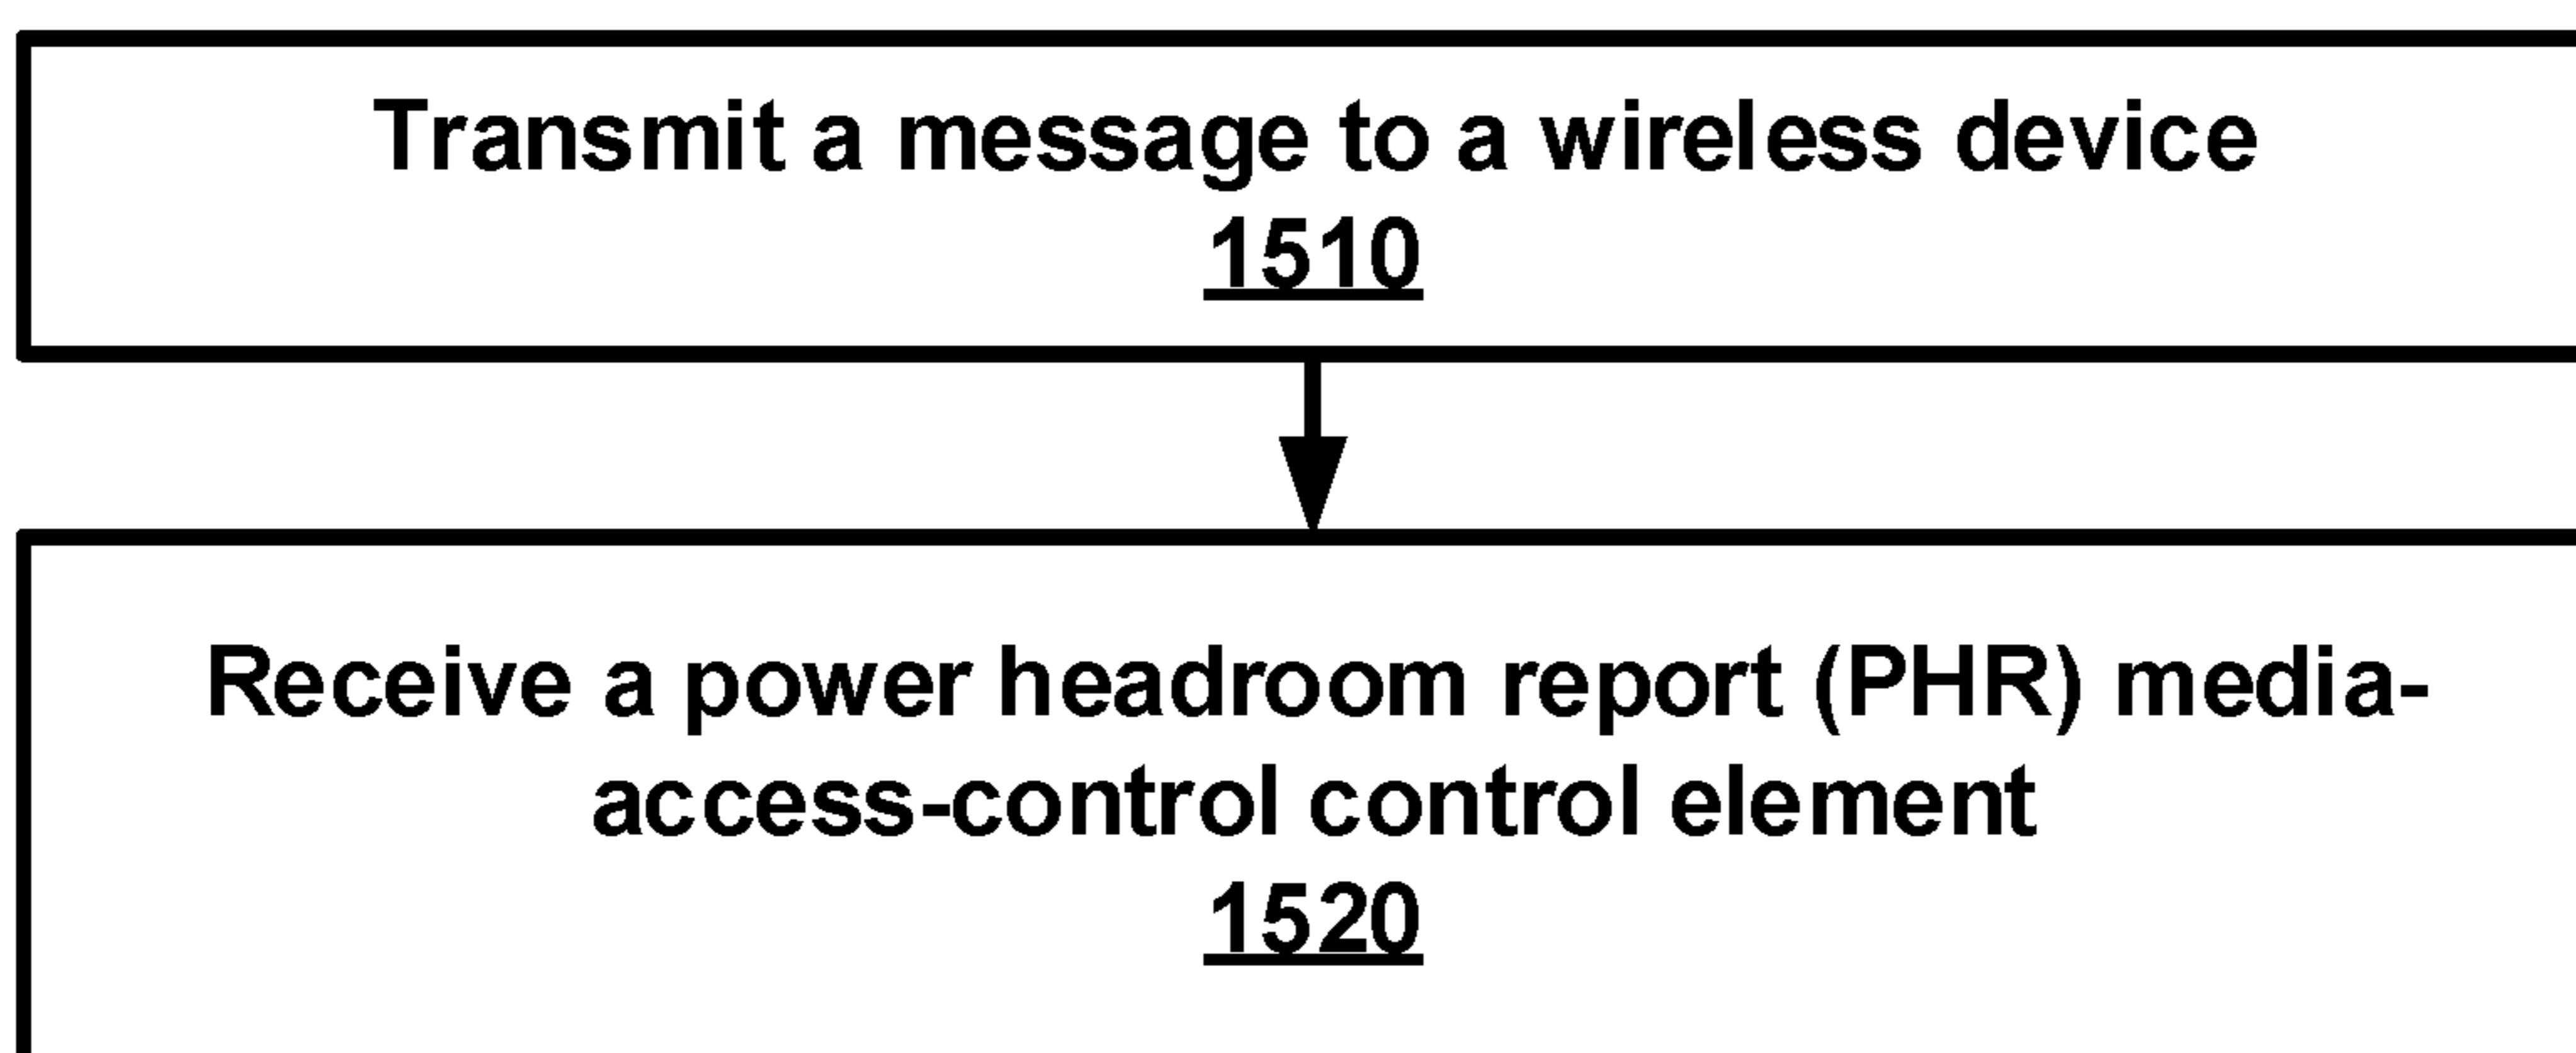 Transmit a message to a wireless device
1510
Receive a power headroom report (PHR) media-
access-control control element
1520